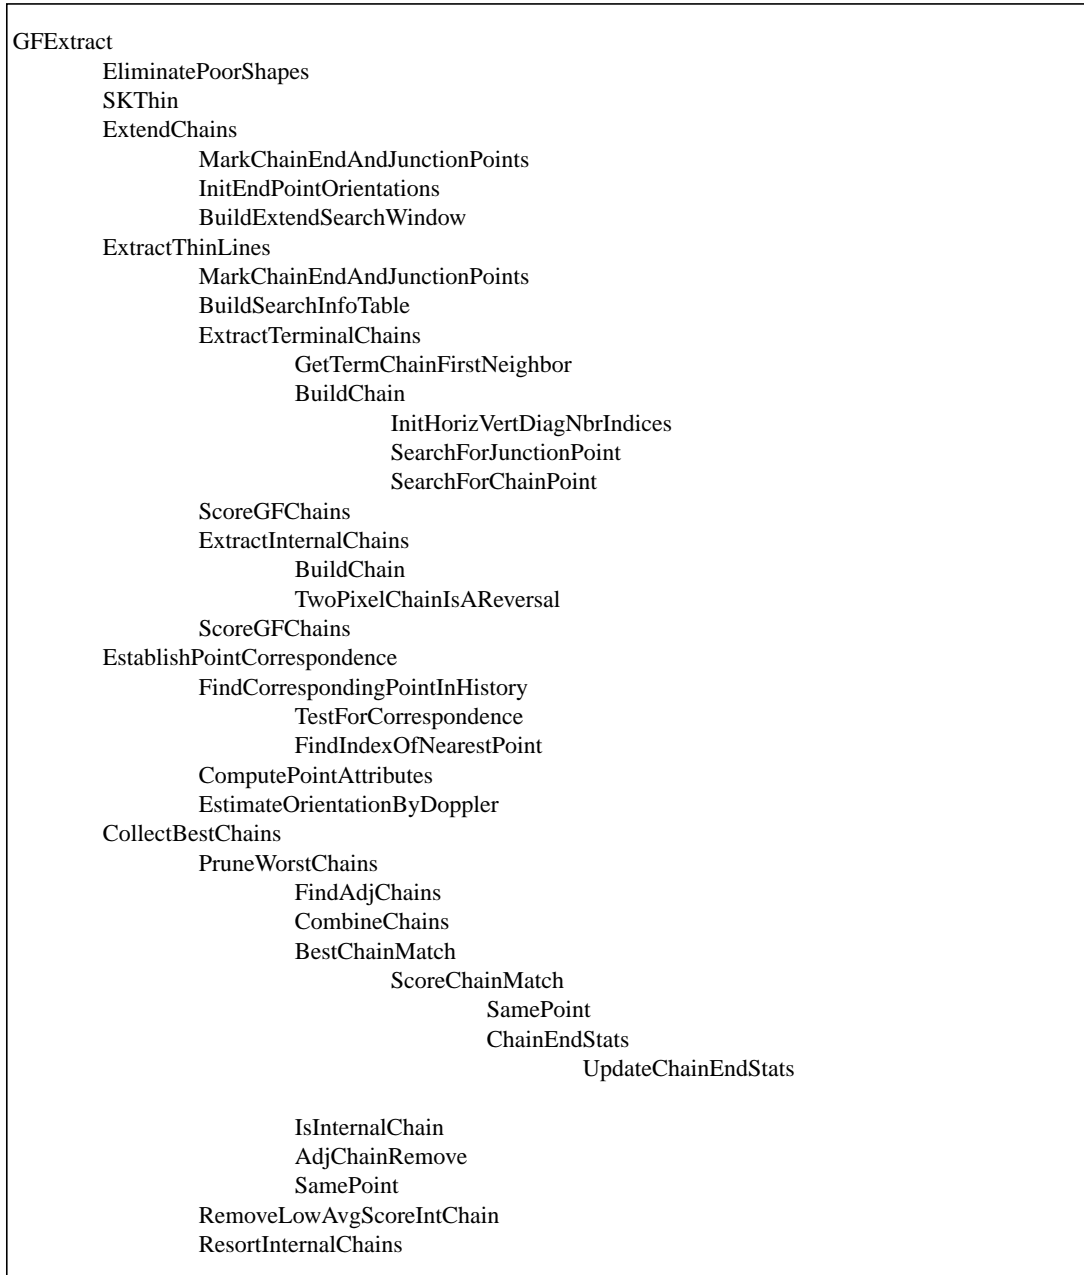 GFExtract
EliminatePoorShapes
SKThin
ExtendChains
MarkChainEndAndJunctionPoints
InitEndPointOrientations
BuildExtendSearchWindow
ExtractThinLines
MarkChainEndAndJunctionPoints
BuildSearchInfoTable
ExtractTerminalChains
GetTermChainFirstNeighbor
BuildChain
InitHorizVertDiagNbrIndices
SearchForJunctionPoint
SearchForChainPoint
ScoreGFChains
ExtractInternalChains
BuildChain
TwoPixelChainIsAReversal
ScoreGFChains
EstablishPointCorrespondence
FindCorrespondingPointInHistory
TestForCorrespondence
FindIndexOfNearestPoint
ComputePointAttributes
EstimateOrientationByDoppler
CollectBestChains
PruneWorstChains
FindAdjChains
CombineChains
BestChainMatch
ScoreChainMatch
SamePoint
ChainEndStats
UpdateChainEndStats
IsInternalChain
AdjChainRemove
SamePoint
RemoveLowAvgScoreIntChain
ResortInternalChains